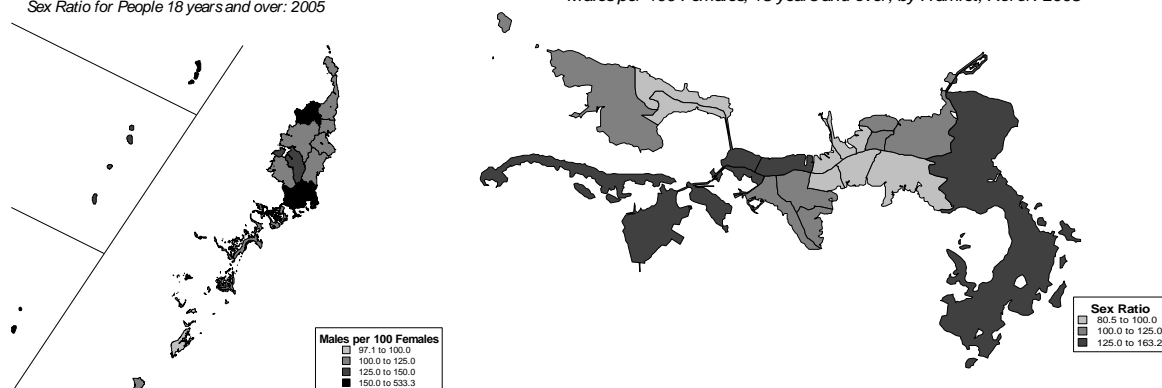 Sex Ratio for People 18 years and over: 2005
Males per 100 Females
97.1 to 100.0
100.0 to 125.0
125.0 to 150.0
150.0 to 533.3
Males per 100 Females, 18 years and over, by Hamlet, Koror: 2005
Sex Ratio
80.5 to 100.0
100.0 to 125.0
125.0 to 163.2